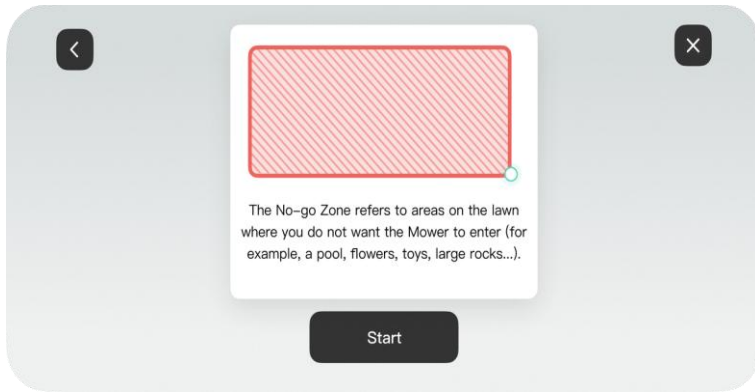 The No-go Zone refers to areas on the lawn
where you do not want the Mower to enter (for
example, a pool, flowers, toys, large rocks...).
Start